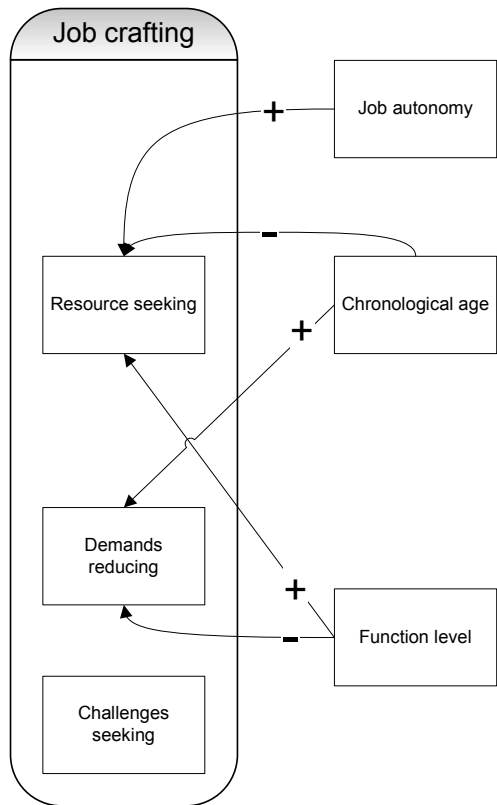 Job crafting
+
Job autonomy
-
Resource seeking
Chronological age
+
Demands
reducing
+
-
Function level
Challenges
seeking